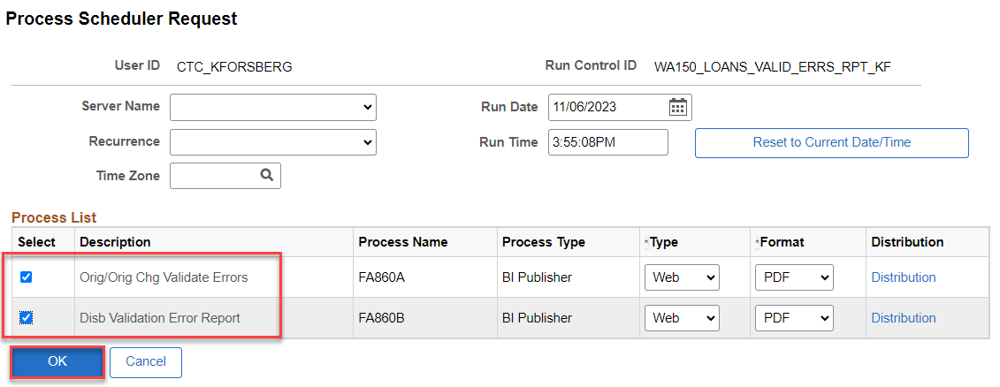 Process Scheduler Request
User ID CTC_KFORSBERG Run Control ID WA150_LOANS_VALID_ERRS_RPT_KF
Server Name Run Date 11/06/2023
Recurrence Run Time 3:55:08PM Reset to Current Date/Time
Time Zone
Process List
Select Description Process Name Process Type *Type *Format Distribution
Orig/Orig Chg Validate Errors FA860A BI Publisher Web PDF Distribution
Disb Validation Error Report FA860B BI Publisher Web PDF Distribution
OK Cancel